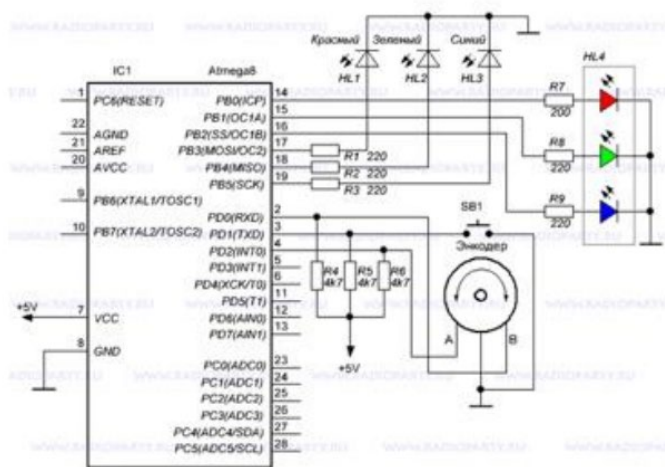 WWW.RADIOPARTY.RU
Красный Зеленый Синий
HL1 HL2 HL3
HL4
IC1 Atmega8
1 PC6(RESET)
22 AGND
21 AREF
20 AVCC
9 PB6(XTAL1/TOSC1)
10 PB7(XTAL2/TOSC2)
+5V 7 VCC
8 GND
PB0(ICP) 14
PB1(OC1A) 15
PB2(SS/OC1B) 16
PB3(MOSI/OC2) 17
PB4(MISO) 18
PB5(SCK) 19
PD0(RXD) 2
PD1(TXD) 3
PD2(INT0) 4
PD3(INT1) 5
PD4(XCK/T0) 6
PD5(T1) 11
PD6(AIN0) 12
PD7(AIN1) 13
PC0(ADC0) 23
PC1(ADC1) 24
PC2(ADC2) 25
PC3(ADC3) 26
PC4(ADC4/SDA) 27
PC5(ADC5/SCL) 28
R1 220
R2 220
R3 220
R4 4k7
R5 4k7
R6 4k7
+5V
SB1
Энкодер
A B
R7 200
R8 220
R9 220